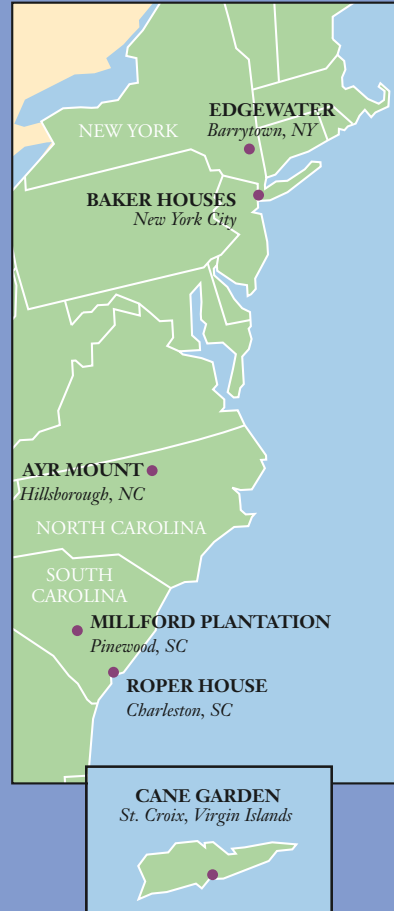 EDGEWATER
Barrytown, NY
NEW YORK
BAKER HOUSES
New York City
AYR MOUNT
Hillsborough, NC
NORTH CAROLINA
SOUTH
CAROLINA
MILLFORD PLANTATION
Pinewood, SC
ROPER HOUSE
Charleston, SC
CANE GARDEN
St. Croix, Virgin Islands